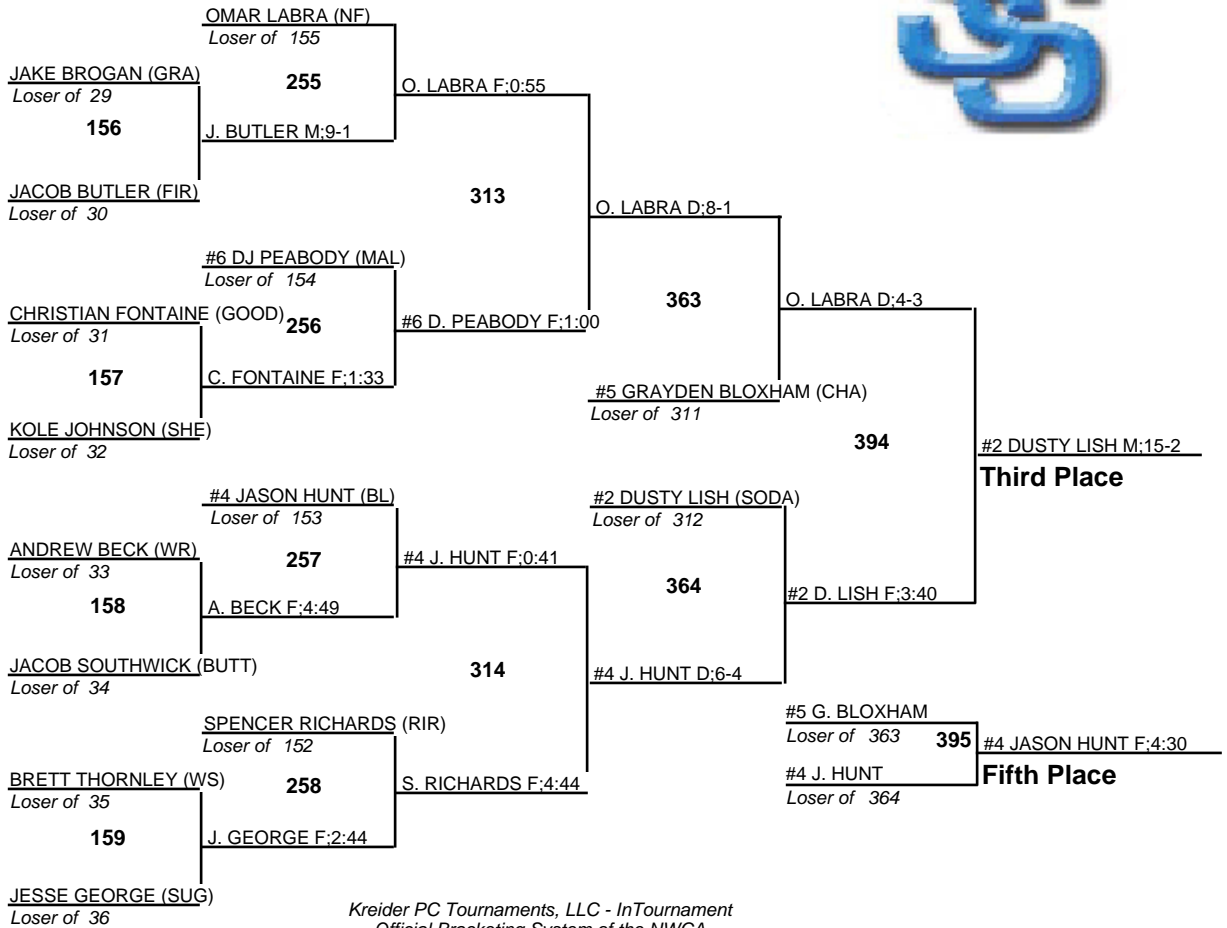 OMAR LABRA (NF)
Loser of 155
JAKE BROGAN (GRA)
Loser of 29
255
O. LABRA F;0:55
156
J. BUTLER M;9-1
JACOB BUTLER (FIR)
Loser of 30
313
O. LABRA D;8-1
#6 DJ PEABODY (MAL)
Loser of 154
CHRISTIAN FONTAINE (GOOD)
Loser of 31
256
#6 D. PEABODY F;1:00
363
O. LABRA D;4-3
157
C. FONTAINE F;1:33
#5 GRAYDEN BLOXHAM (CHA)
Loser of 311
KOLE JOHNSON (SHE)
Loser of 32
394
#2 DUSTY LISH M;15-2
Third Place
#4 JASON HUNT (BL)
Loser of 153
#2 DUSTY LISH (SODA)
Loser of 312
ANDREW BECK (WR)
Loser of 33
257
#4 J. HUNT F;0:41
364
#2 D. LISH F;3:40
158
A. BECK F;4:49
JACOB SOUTHWICK (BUTT)
Loser of 34
314
#4 J. HUNT D;6-4
SPENCER RICHARDS (RIR)
Loser of 152
#5 G. BLOXHAM
Loser of 363
395
#4 JASON HUNT F;4:30
Fifth Place
#4 J. HUNT
Loser of 364
BRETT THORNLEY (WS)
Loser of 35
258
S. RICHARDS F;4:44
159
J. GEORGE F;2:44
JESSE GEORGE (SUG)
Loser of 36
Kreider PC Tournaments, LLC - InTournament
Official Bracketing System of the NWCA